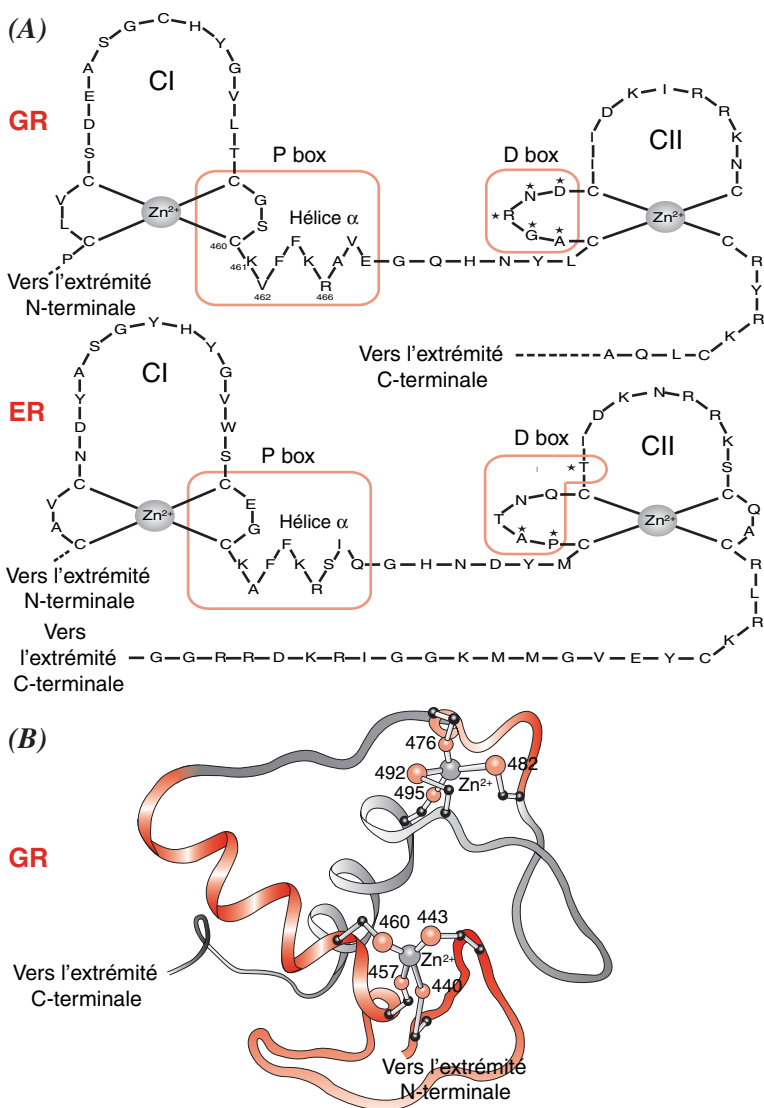 (A)
GR
CI
P L V C S D E A S G C H Y G V L T C G S C
Zn2+
P box
Hélice α
460
461
462
466
K V F F K R A V E G Q H N Y L C A G R N D C
D box
★ ★ ★ ★ ★
I I D K I R R K N C
CII
Zn2+
C R Y R K C L Q A
Vers l'extrémité
N-terminale
Vers l'extrémité
C-terminale
ER
CI
C A V C N D Y A S G Y H Y G V W S C E G C
Zn2+
P box
Hélice α
K A F F K R S I Q G H N D Y M C P A T N Q C
D box
★ ★ ★
T I D K N R R K S C Q A C
CII
Zn2+
R L R K C Y E V G M M K G G I R K D R R G G
Vers l'extrémité
N-terminale
Vers
l'extrémité
C-terminale
(B)
GR
476
492
482
Zn2+
495
460
443
Zn2+
457
440
Vers l'extrémité
C-terminale
Vers l'extrémité
N-terminale